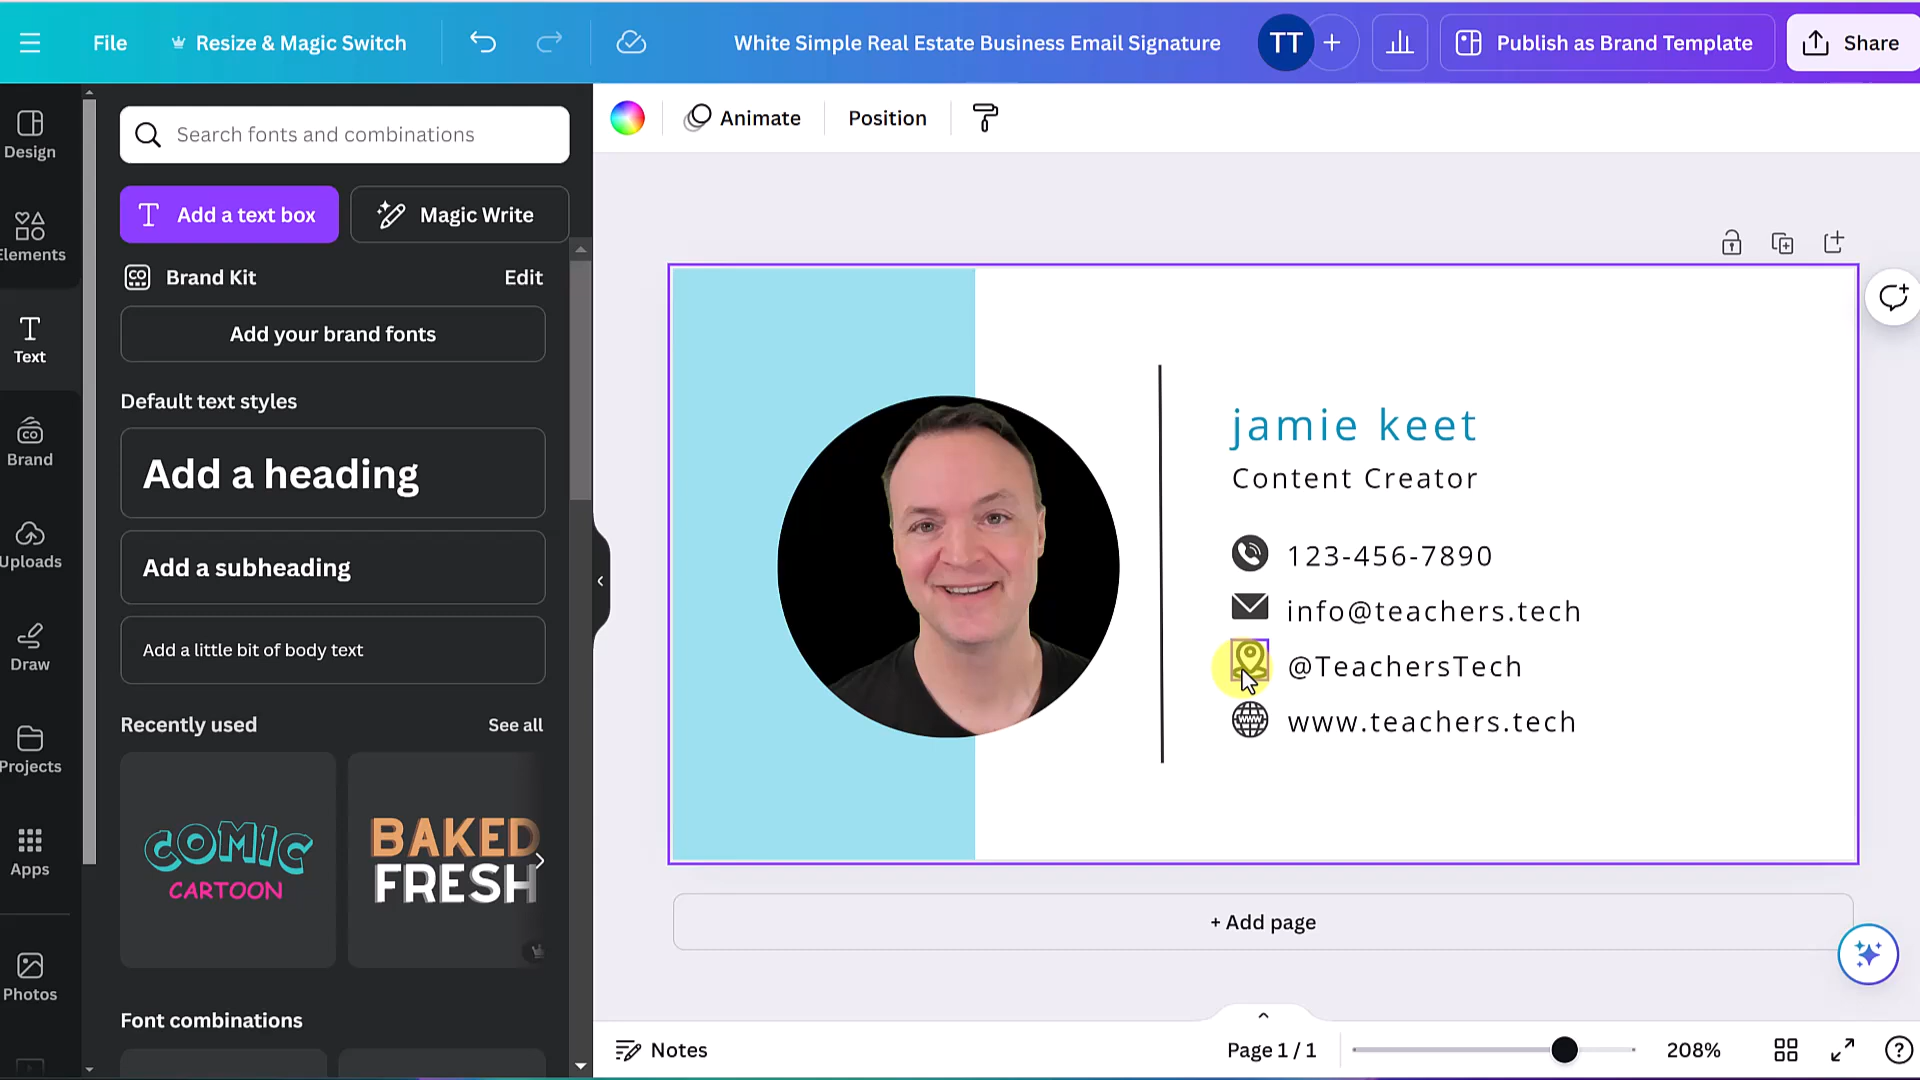 File
Resize & Magic Switch
White Simple Real Estate Business Email Signature
TT
Publish as Brand Template
Share
Design
Elements
Text
Brand
Uploads
Draw
Projects
Apps
Photos
Search fonts and combinations
Add a text box
Magic Write
Brand Kit
Edit
Add your brand fonts
Default text styles
Add a heading
Add a subheading
Add a little bit of body text
Recently used
See all
COMIC
CARTOON
BAKED
FRESH
Font combinations
Animate
Position
jamie keet
Content Creator
123-456-7890
info@teachers.tech
@TeachersTech
www.teachers.tech
+ Add page
Notes
Page 1 / 1
208%